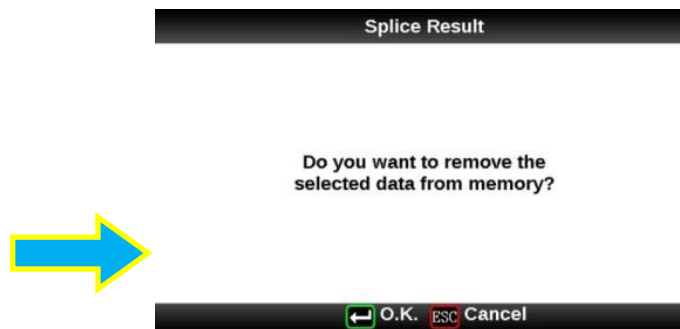 Splice Result
Do you want to remove the
selected data from memory?
O.K. ESC Cancel